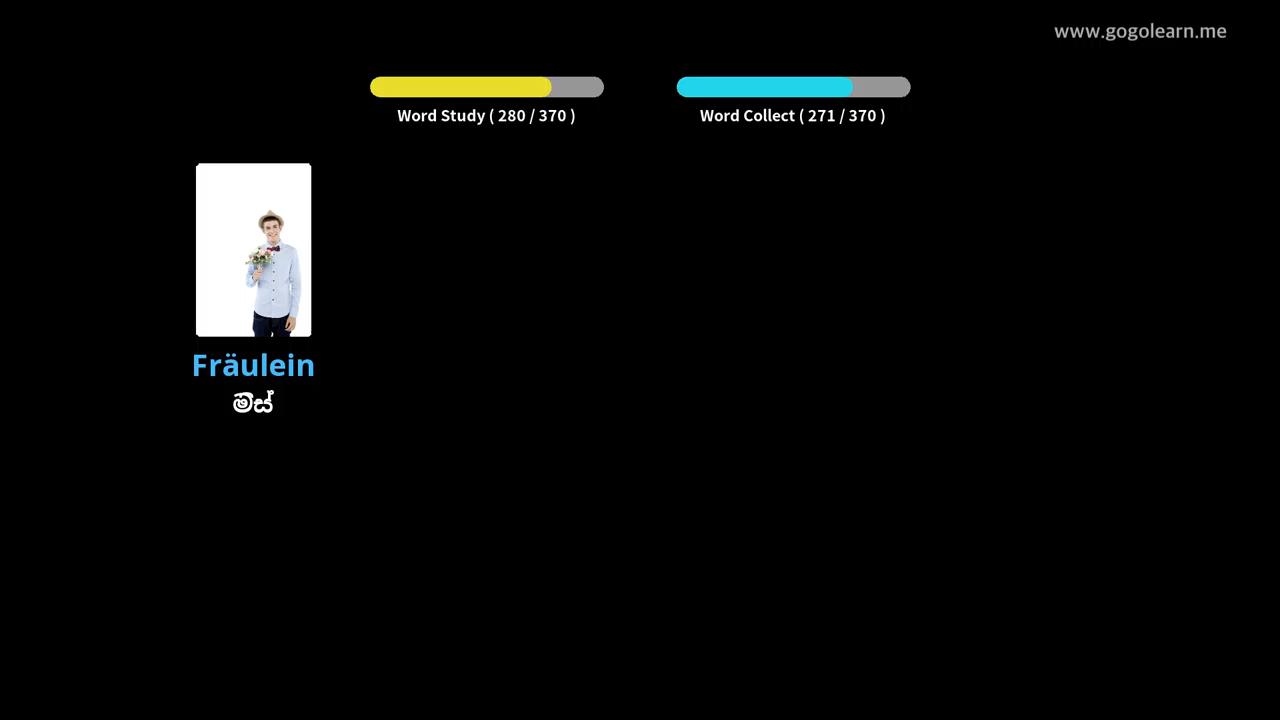 www.gogolearn.me
Word Study ( 280 / 370 )
Word Collect ( 271 / 370 )
Fräulein
මිස්